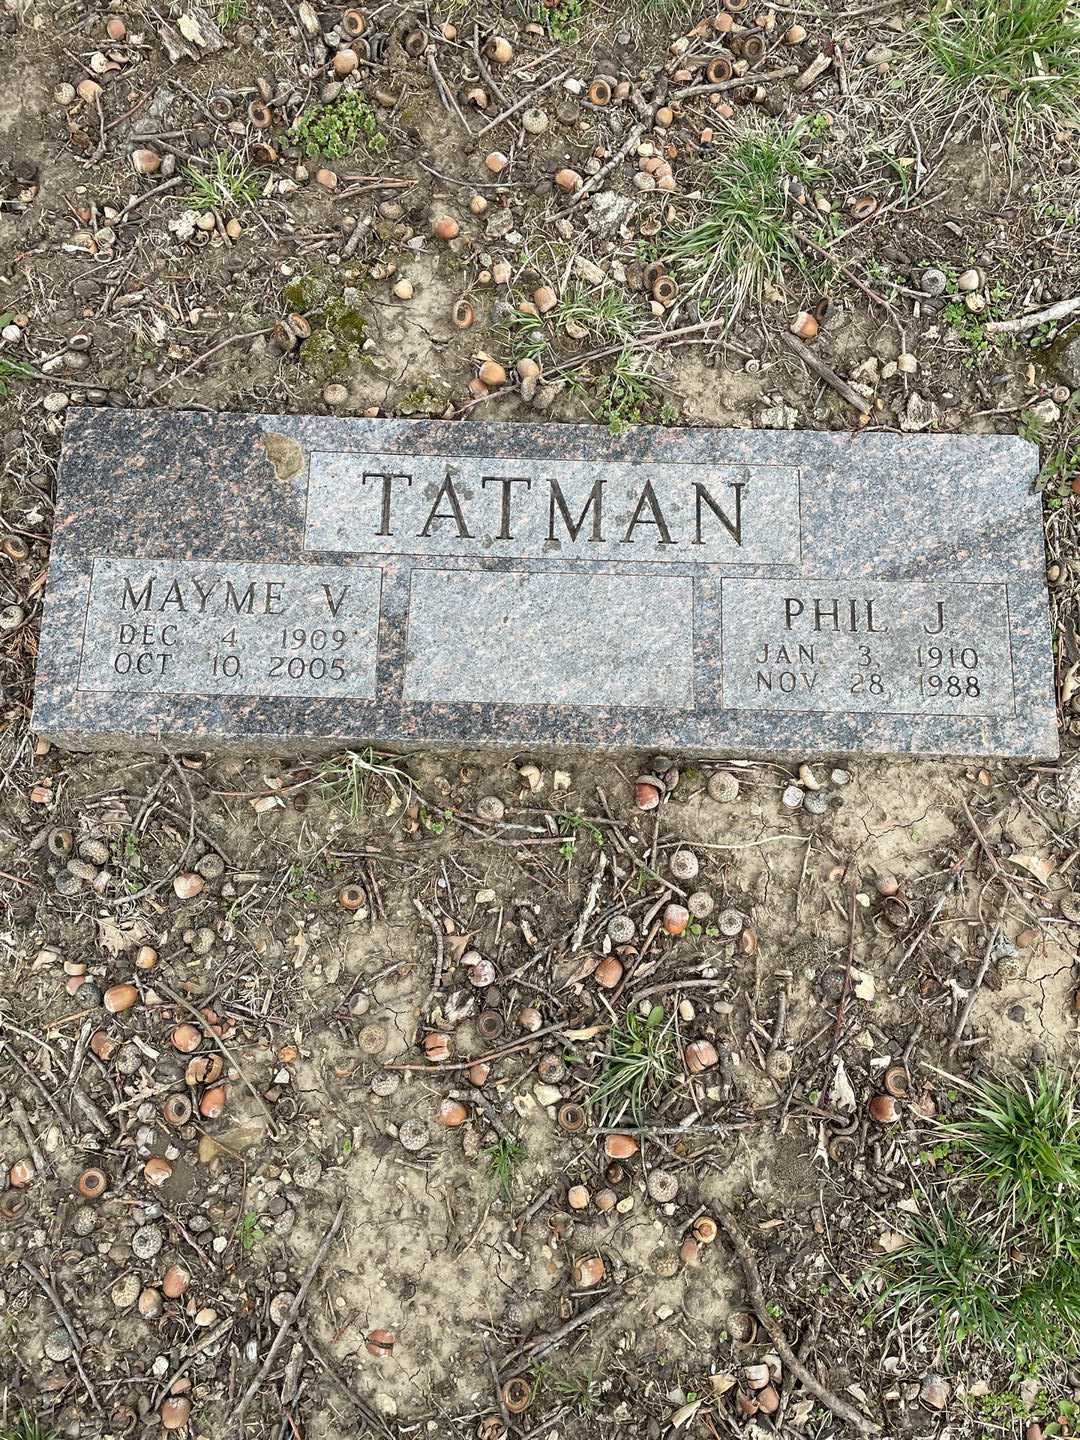 TATMAN
MAYME V
DEC. 4, 1909
OCT 10, 2005
PHIL J.
JAN. 3, 1910
NOV. 28, 1988